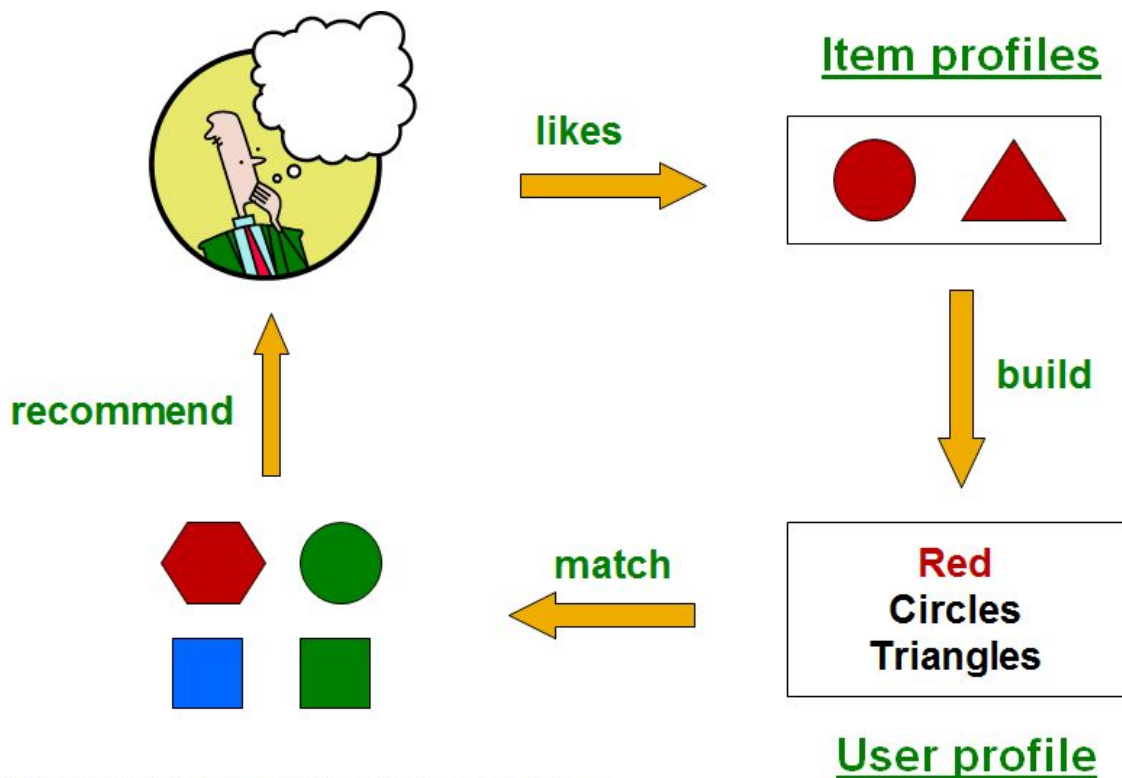 Item profiles
likes
build
recommend
match
Red
Circles
Triangles
User profile